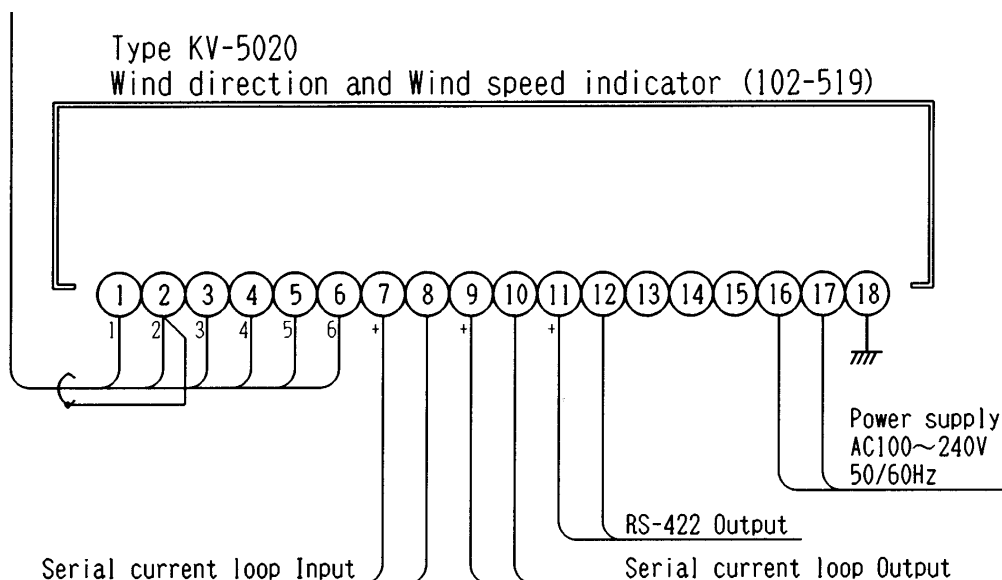 Type KV-5020
Wind direction and Wind speed indicator (102-519)
1 2 3 4 5 6 7 8 9 10 11 12 13 14 15 16 17 18
1 2 3 4 5 6 + + +
Power supply
AC100～240V
50/60Hz
RS-422 Output
Serial current loop Input
Serial current loop Output